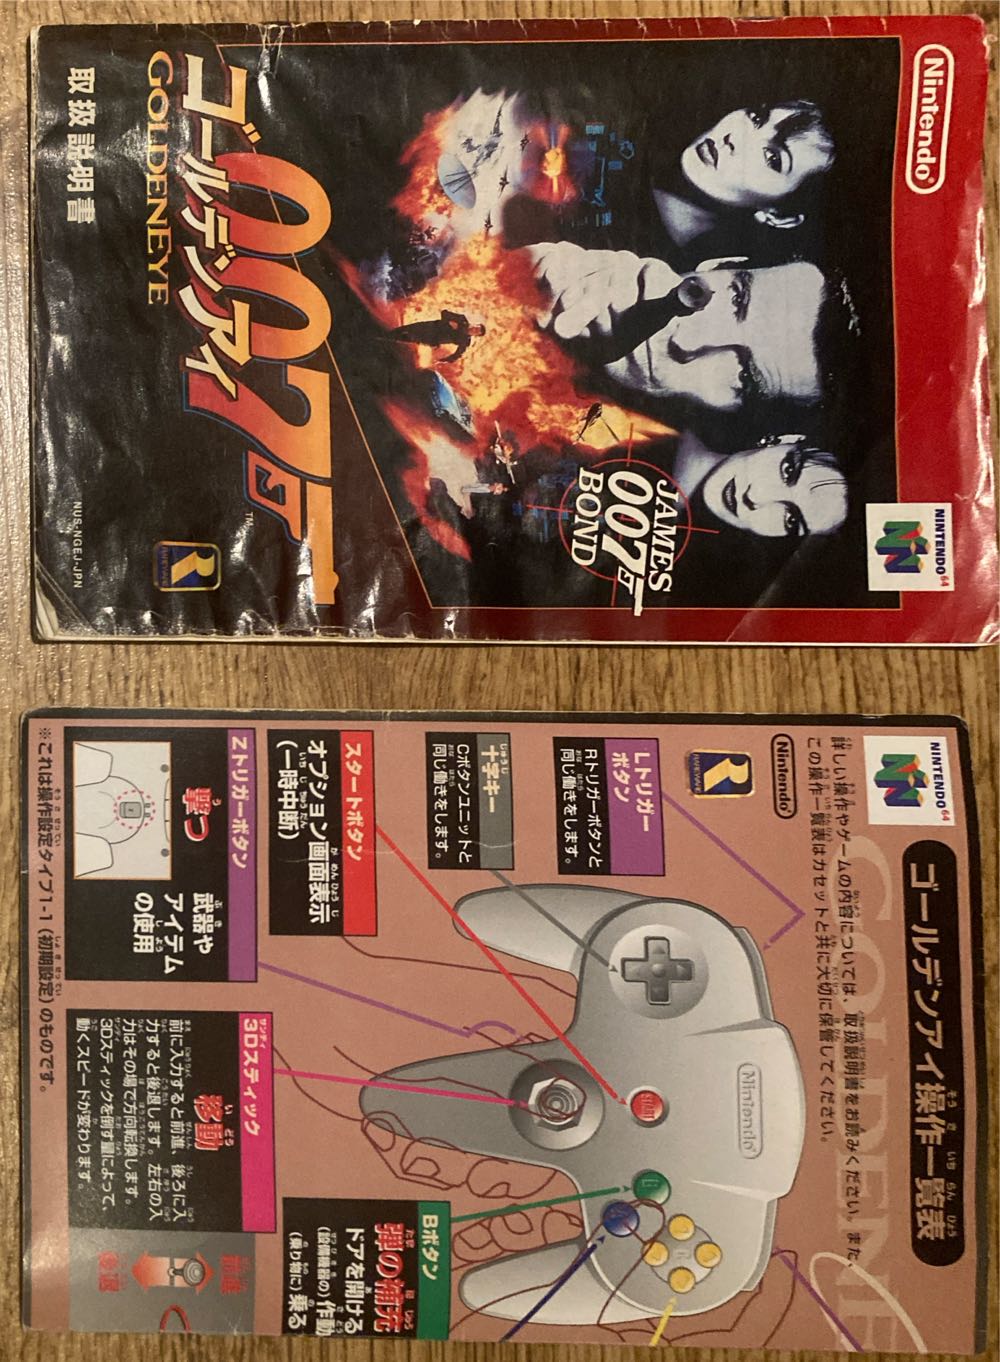 Nintendo®
NINTENDO64
JAMES
007
BOND
007
ゴールデンアイ
GOLDENEYE
TM
取扱説明書
NUS-NGEJ-JPN
R
RAREWARE
NINTENDO64
ゴールデンアイ操作一覧表
GOLDENE
詳しい操作やゲームの内容については、取扱説明書をお読みください。また、
この操作一覧表はカセットと共に大切に保管してください。
Nintendo®
R
RAREWARE
Lトリガー
ボタン
Rトリガーボタンと
同じ働きをします。
十字キー
Cボタンユニットと
同じ働きをします。
スタートボタン
オプション画面表示
(一時中断)
Zトリガーボタン
撃つ
武器や
アイテム
の使用
Z
Nintendo
START
B
A
C
3Dスティック
移動
前に入力すると前進、後ろに入
力すると後退します。左右の入
力はその場で方向転換します。
3Dスティックを倒す量によって、
動くスピードが変わります。
前進
後退
Bボタン
弾の補充
ドアを開ける
(設備機器の)作動
(乗り物に)乗る
※これは操作設定タイプ1-1(初期設定)のものです。